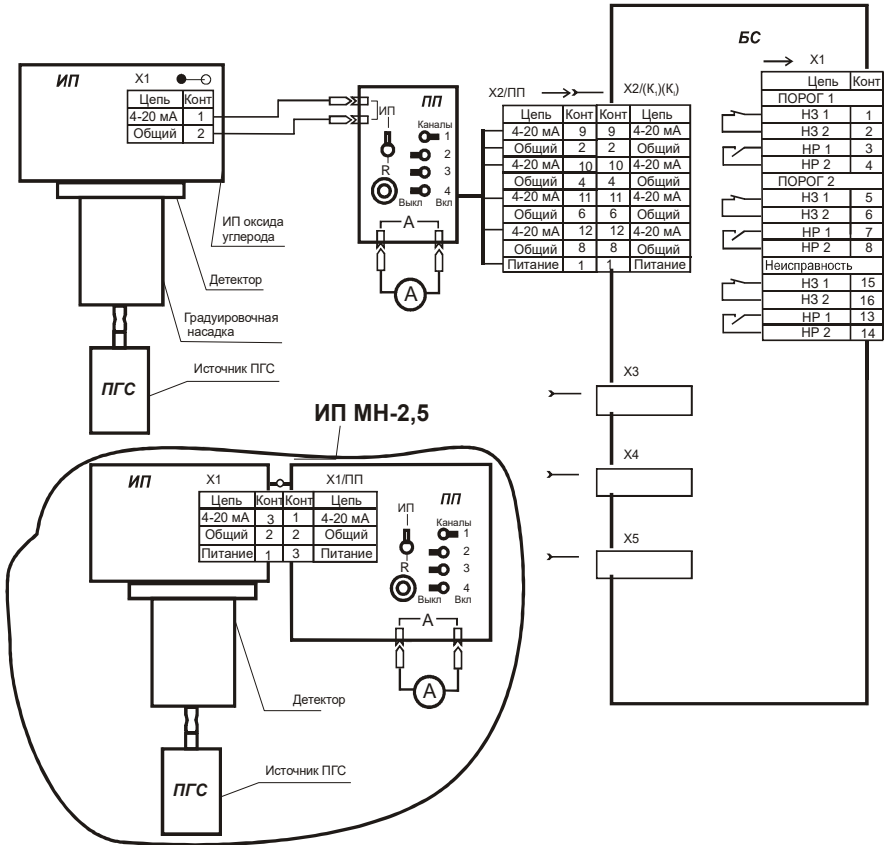 ИП
X1
Цепь Конт
4-20 мА 1
Общий 2
ИП оксида
углерода
Детектор
Градуировочная
насадка
Источник ПГС
ПГС
ПП
ИП
Каналы
1
2
R
3
4
Выкл Вкл
А
А
X2/ПП X2/(К₁)(К₁)
Цепь Конт Конт Цепь
4-20 мА 9 9 4-20 мА
Общий 2 2 Общий
4-20 мА 10 10 4-20 мА
Общий 4 4 Общий
4-20 мА 11 11 4-20 мА
Общий 6 6 Общий
4-20 мА 12 12 4-20 мА
Общий 8 8 Общий
Питание 1 1 Питание
БС
X1
Цепь Конт
ПОРОГ 1
НЗ 1 1
НЗ 2 2
НР 1 3
НР 2 4
ПОРОГ 2
НЗ 1 5
НЗ 2 6
НР 1 7
НР 2 8
Неисправность
НЗ 1 15
НЗ 2 16
НР 1 13
НР 2 14
X3
X4
X5
ИП МН-2,5
ИП
X1 X1/ПП
Цепь Конт Конт Цепь
4-20 мА 3 1 4-20 мА
Общий 2 2 Общий
Питание 1 3 Питание
ПП
ИП
Каналы
1
2
R
3
4
Выкл Вкл
А
А
Детектор
Источник ПГС
ПГС